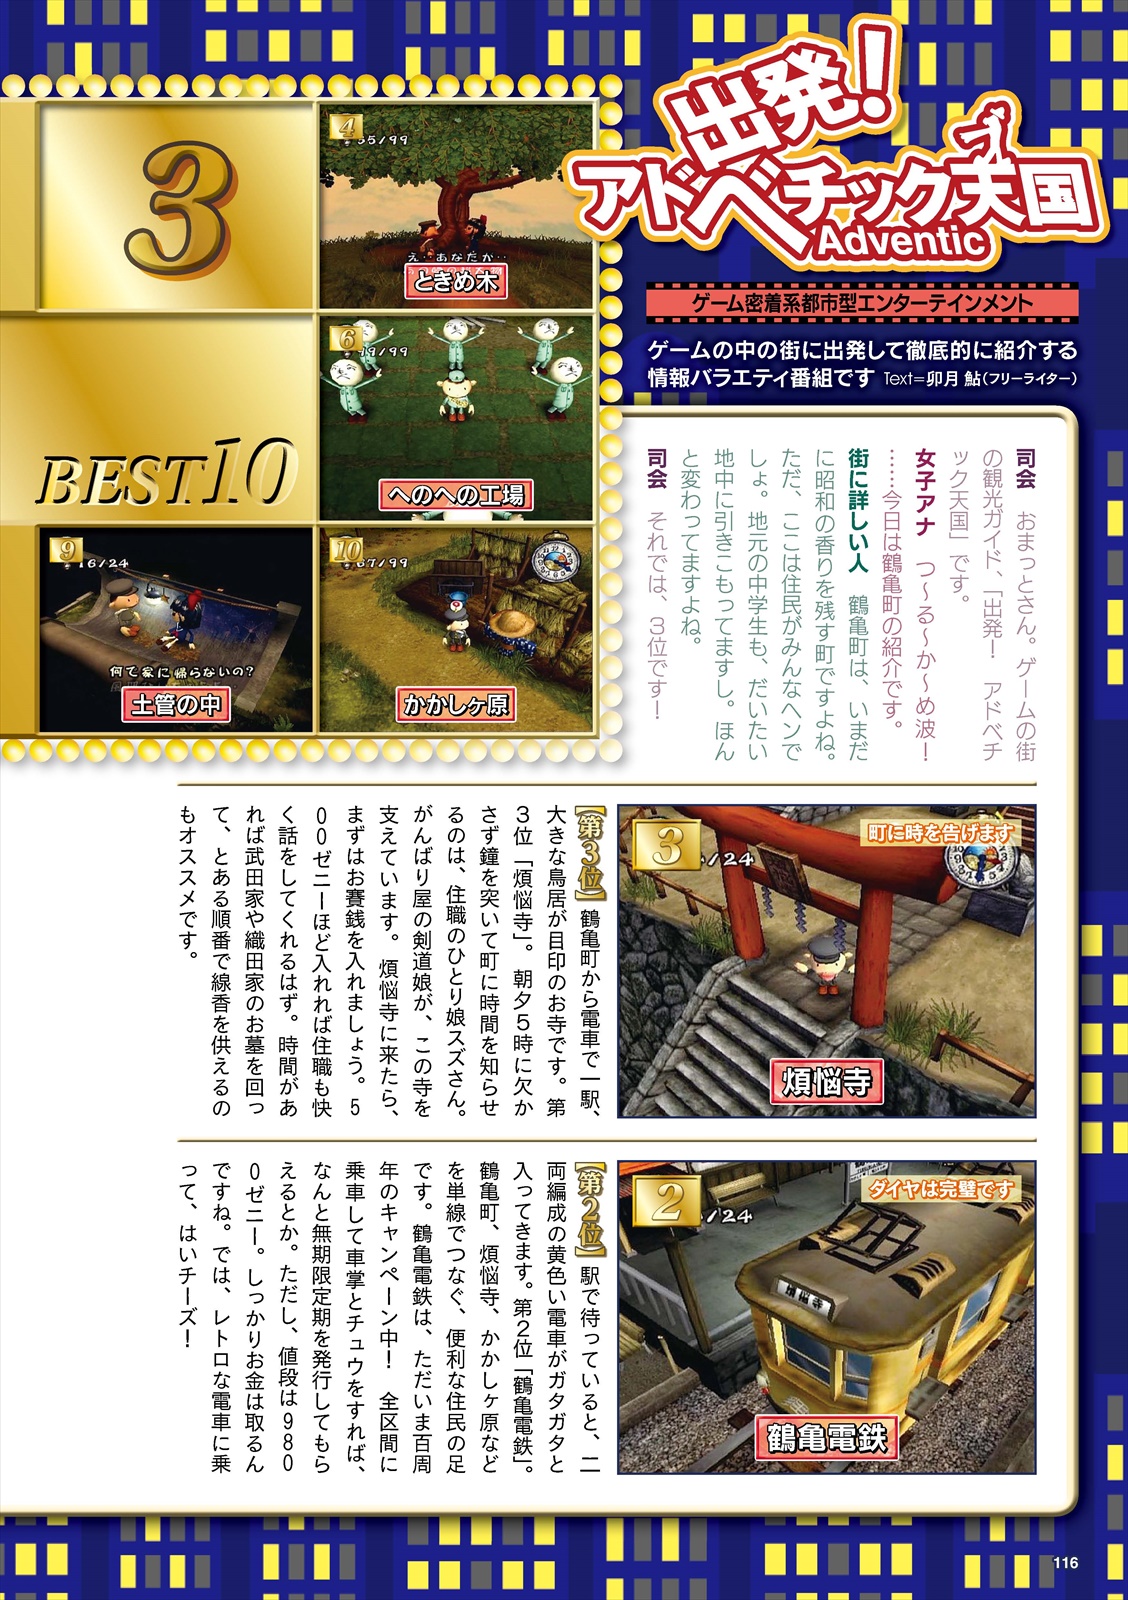 出発!
アドベチック天国
Adventic
ゲーム密着系都市型エンターテインメント
ゲームの中の街に出発して徹底的に紹介する
情報バラエティ番組です Text=卯月 鮎(フリーライター)
3
4
55/99
え…あなたが…
ときめ木
6
19/99
へのへの工場
BEST10
9
16/24
何で家に帰らないの?
土管の中
10
67/99
かかしヶ原
司会 おまっとさん。ゲームの街
の観光ガイド、「出発! アドベチ
ック天国」です。
女子アナ つ〜る〜か〜め波!
……今日は鶴亀町の紹介です。
街に詳しい人 鶴亀町は、いまだ
に昭和の香りを残す町ですよね。
ただ、ここは住民がみんなヘンで
しょ。地元の中学生も、だいたい
地中に引きこもってますし。ほん
と変わってますよね。
司会 それでは、3位です!
3
/24
町に時を告げます
煩悩寺
【第3位】鶴亀町から電車で一駅、
大きな鳥居が目印のお寺です。第
3位「煩悩寺」。朝夕5時に欠か
さず鐘を突いて町に時間を知らせ
るのは、住職のひとり娘スズさん。
がんばり屋の剣道娘が、この寺を
支えています。煩悩寺に来たら、
まずはお賽銭を入れましょう。5
00ゼニーほど入れれば住職も快
く話をしてくれるはず。時間があ
れば武田家や織田家のお墓を回っ
て、とある順番で線香を供えるの
もオススメです。
2
/24
ダイヤは完璧です
煩悩寺
鶴亀電鉄
【第2位】駅で待っていると、二
両編成の黄色い電車がガタガタと
入ってきます。第2位「鶴亀電鉄」。
鶴亀町、煩悩寺、かかしヶ原など
を単線でつなぐ、便利な住民の足
です。鶴亀電鉄は、ただいま百周
年のキャンペーン中! 全区間に
乗車して車掌とチュウをすれば、
なんと無期限定期を発行してもら
えるとか。ただし、値段は980
0ゼニー。しっかりお金は取るん
ですね。では、レトロな電車に乗
って、はいチーズ!
116